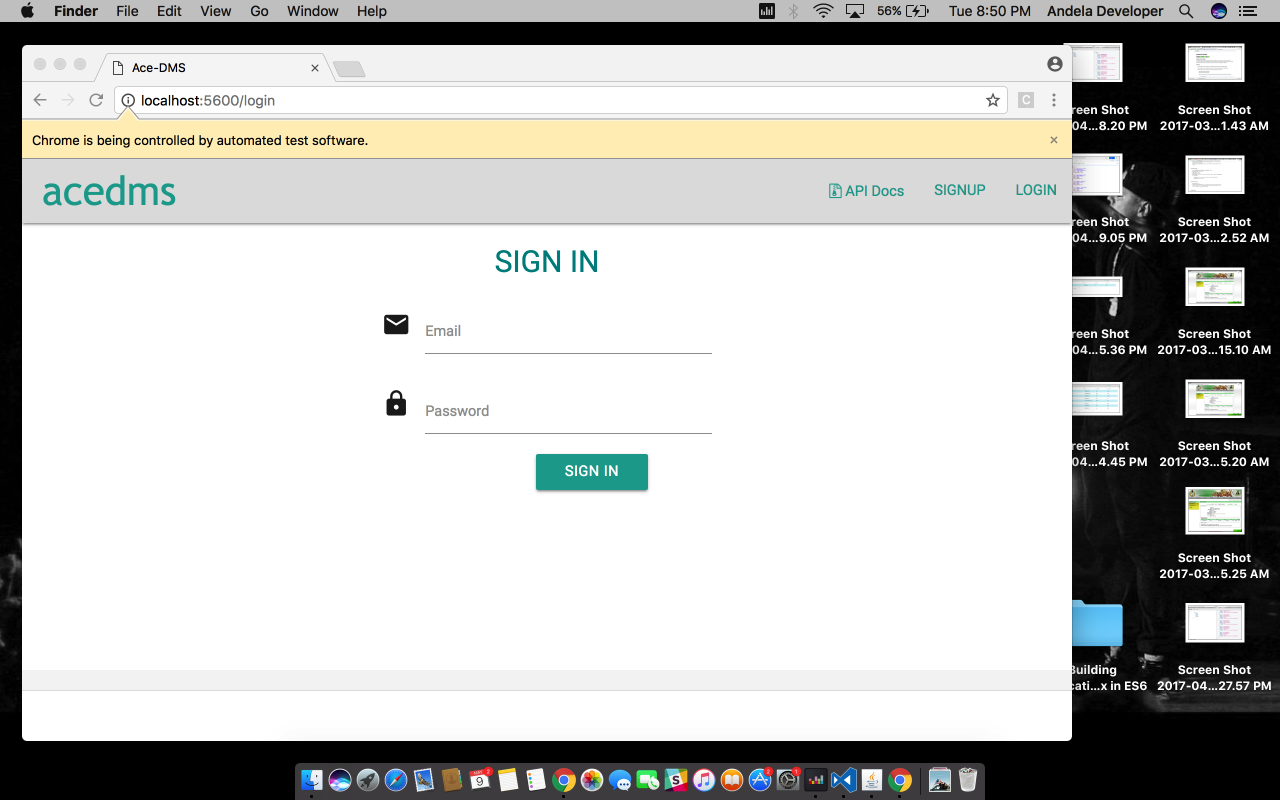 Finder File Edit View Go Window Help 56% Tue 8:50 PM Andela Developer
Ace-DMS
localhost:5600/login
C
Chrome is being controlled by automated test software.
acedms API Docs SIGNUP LOGIN
SIGN IN
Email
Password
SIGN IN
reen Shot
04...8.20 PM
Screen Shot
2017-03...1.43 AM
reen Shot
04...9.05 PM
Screen Shot
2017-03...2.52 AM
reen Shot
04...5.36 PM
Screen Shot
2017-03...15.10 AM
reen Shot
04...4.45 PM
Screen Shot
2017-03...5.20 AM
Screen Shot
2017-03...5.25 AM
Building
cati...x in ES6
Screen Shot
2017-04...27.57 PM
9